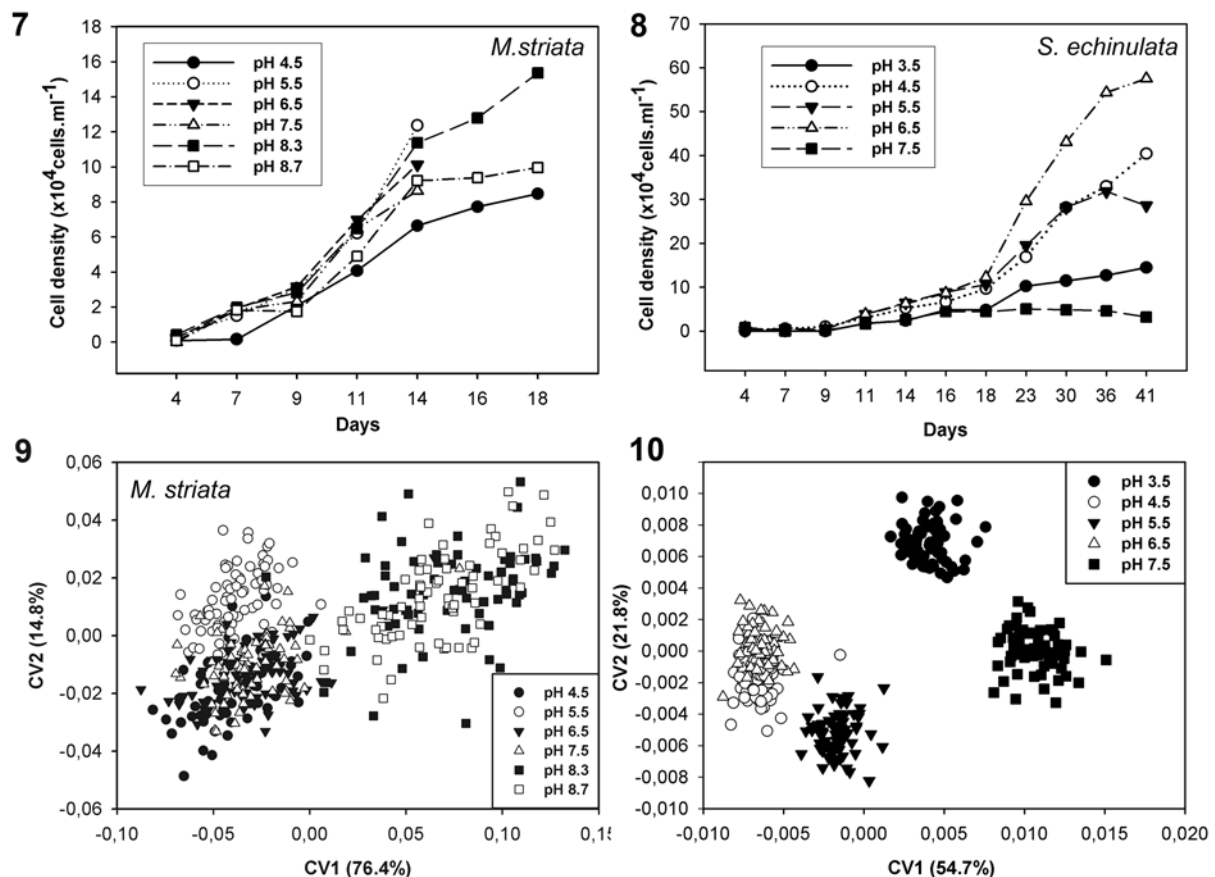 7
M.striata
Cell density (x10⁴cells.ml⁻¹)
18
16
14
12
10
8
6
4
2
0
pH 4.5
pH 5.5
pH 6.5
pH 7.5
pH 8.3
pH 8.7
4 7 9 11 14 16 18
Days
8
S. echinulata
Cell density (x10⁴cells.ml⁻¹)
70
60
50
40
30
20
10
0
pH 3.5
pH 4.5
pH 5.5
pH 6.5
pH 7.5
4 7 9 11 14 16 18 23 30 36 41
Days
9
M. striata
CV2 (14.8%)
0,06
0,04
0,02
0,00
-0,02
-0,04
-0,06
pH 4.5
pH 5.5
pH 6.5
pH 7.5
pH 8.3
pH 8.7
-0,10 -0,05 0,00 0,05 0,10 0,15
CV1 (76.4%)
10
CV2 (21.8%)
0,010
0,008
0,006
0,004
0,002
0,000
-0,002
-0,004
-0,006
-0,008
-0,010
pH 3.5
pH 4.5
pH 5.5
pH 6.5
pH 7.5
-0,010 -0,005 0,000 0,005 0,010 0,015 0,020
CV1 (54.7%)